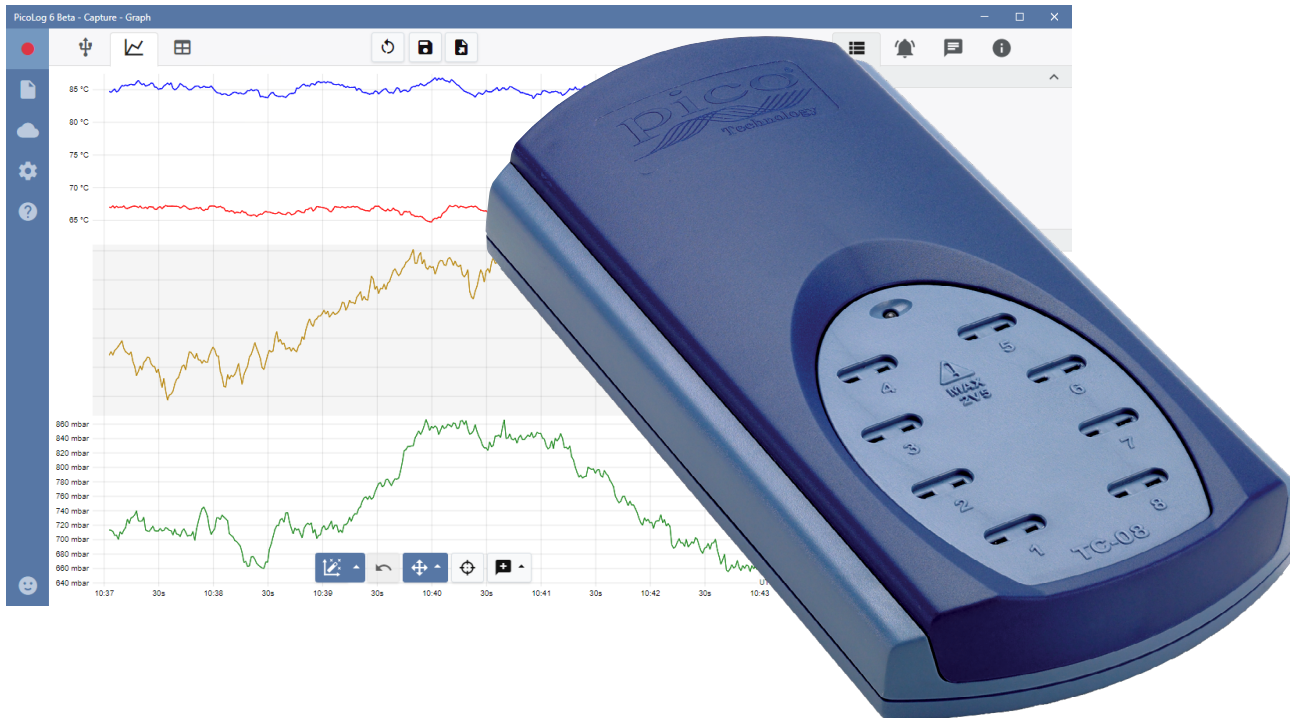 PicoLog 6 Beta - Capture - Graph
85 °C
80 °C
75 °C
70 °C
65 °C
860 mbar
840 mbar
820 mbar
800 mbar
780 mbar
760 mbar
740 mbar
720 mbar
700 mbar
680 mbar
660 mbar
640 mbar
10:37 30s 10:38 30s 10:39 30s 10:40 30s 10:41 30s 10:42 30s 10:43
pico
Technology
5
4
6
MAX
2V5
3
7
2
8
1
TC-08